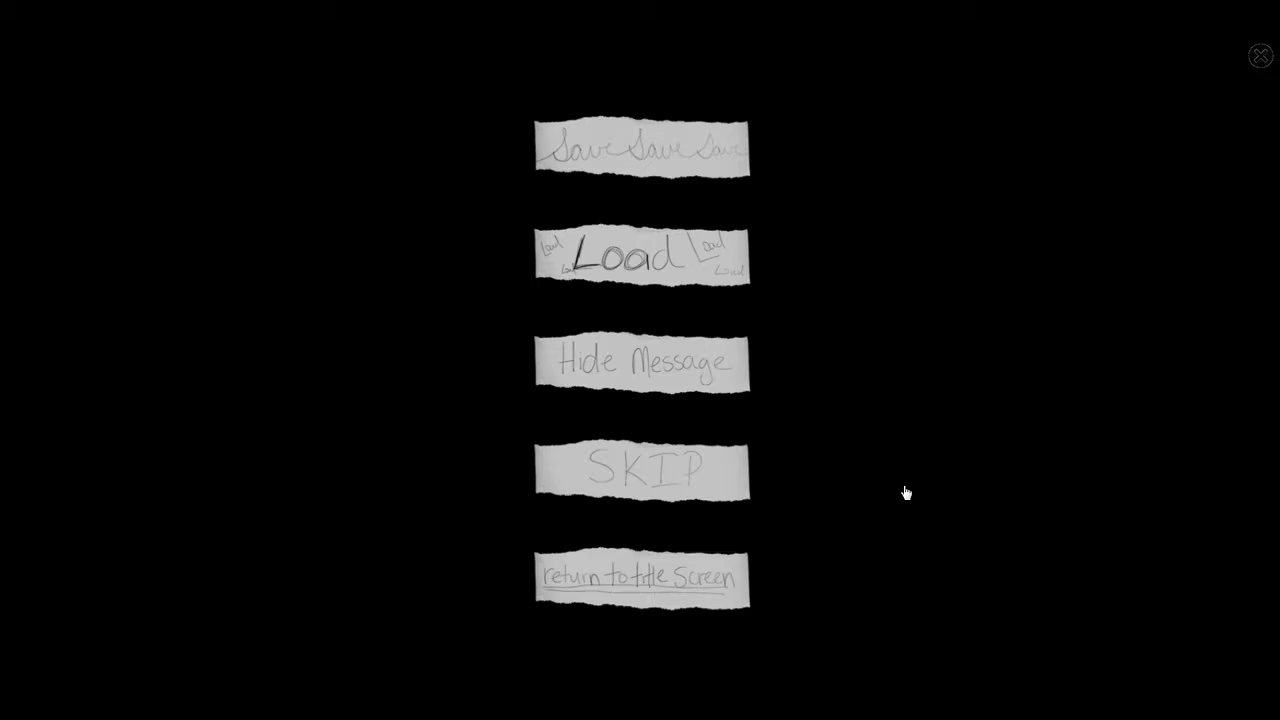 Save Save Save
Load Load Load Load Load
Hide Message
SKIP
return to title Screen